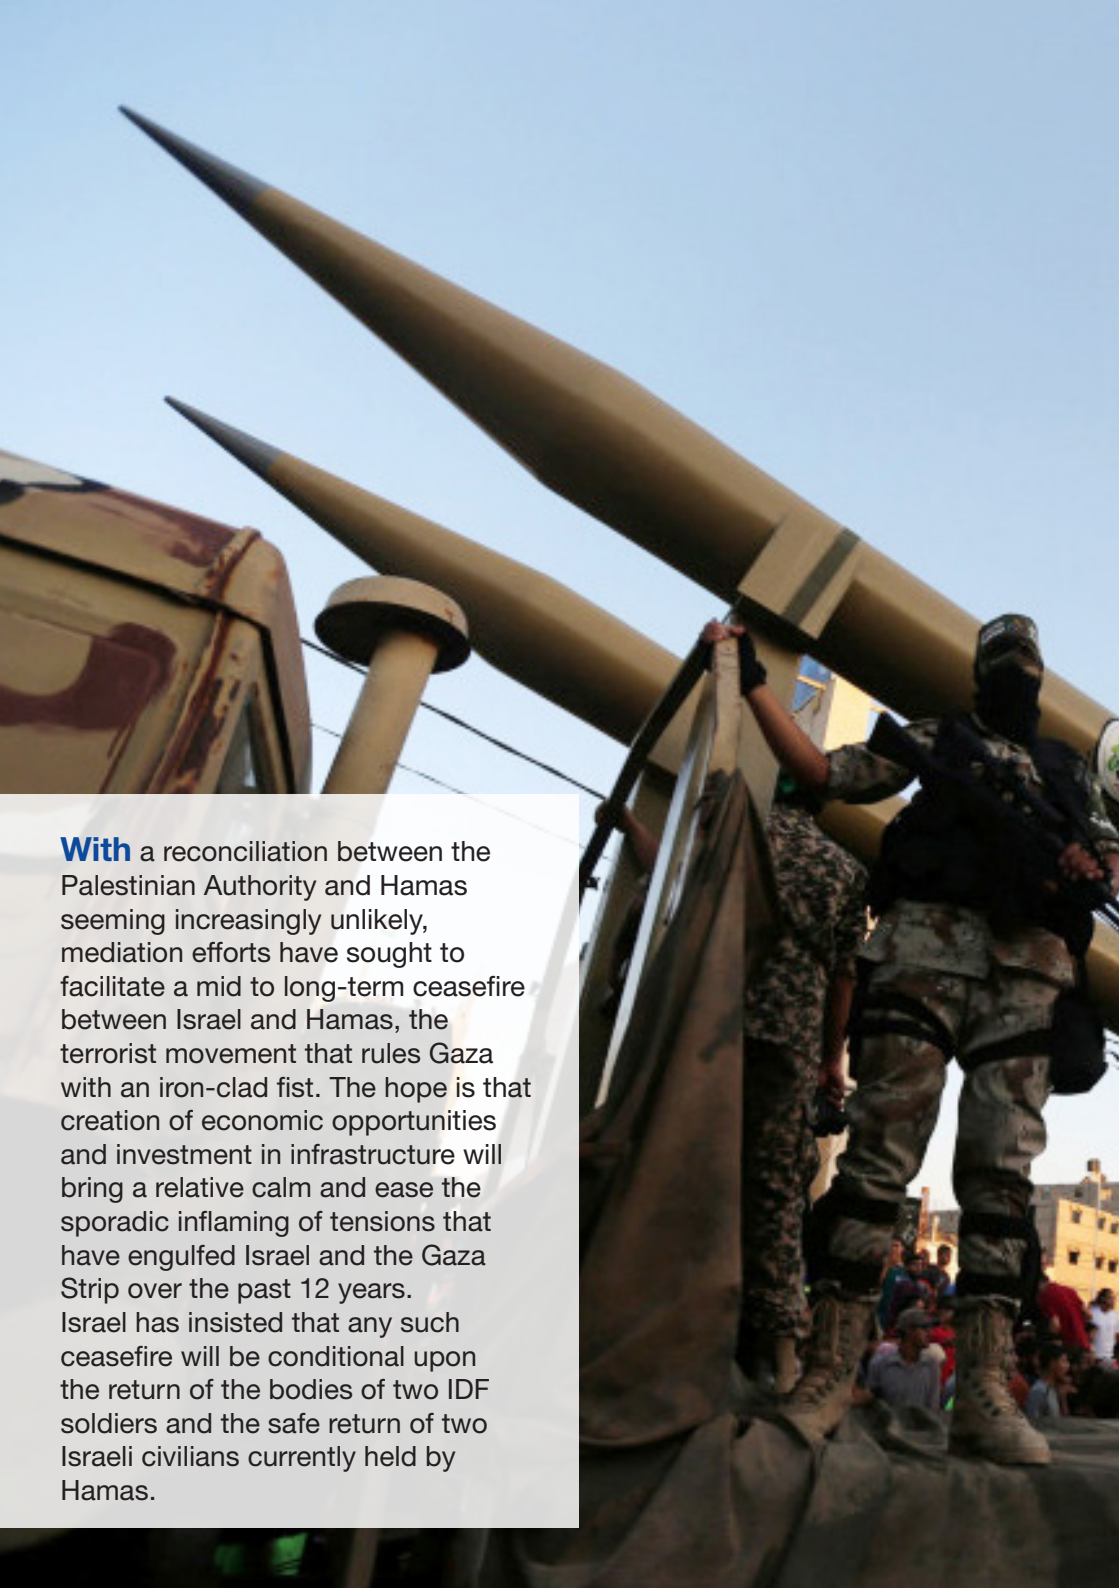 With a reconciliation between the
Palestinian Authority and Hamas
seeming increasingly unlikely,
mediation efforts have sought to
facilitate a mid to long-term ceasefire
between Israel and Hamas, the
terrorist movement that rules Gaza
with an iron-clad fist. The hope is that
creation of economic opportunities
and investment in infrastructure will
bring a relative calm and ease the
sporadic inflaming of tensions that
have engulfed Israel and the Gaza
Strip over the past 12 years.
Israel has insisted that any such
ceasefire will be conditional upon
the return of the bodies of two IDF
soldiers and the safe return of two
Israeli civilians currently held by
Hamas.